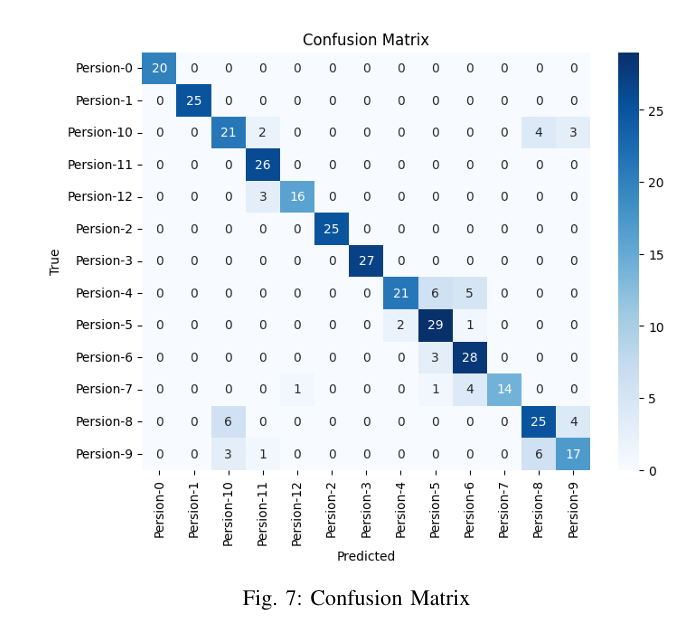 Confusion Matrix
Persion-0 20 0 0 0 0 0 0 0 0 0 0 0 0
Persion-1 0 25 0 0 0 0 0 0 0 0 0 0 0
Persion-10 0 0 21 2 0 0 0 0 0 0 0 4 3
Persion-11 0 0 0 26 0 0 0 0 0 0 0 0 0
Persion-12 0 0 0 3 16 0 0 0 0 0 0 0 0
Persion-2 0 0 0 0 0 25 0 0 0 0 0 0 0
Persion-3 0 0 0 0 0 0 27 0 0 0 0 0 0
Persion-4 0 0 0 0 0 0 0 21 6 5 0 0 0
Persion-5 0 0 0 0 0 0 0 2 29 1 0 0 0
Persion-6 0 0 0 0 0 0 0 0 3 28 0 0 0
Persion-7 0 0 0 0 1 0 0 0 1 4 14 0 0
Persion-8 0 0 6 0 0 0 0 0 0 0 0 25 4
Persion-9 0 0 3 1 0 0 0 0 0 0 0 6 17
True
Persion-0 Persion-1 Persion-10 Persion-11 Persion-12 Persion-2 Persion-3 Persion-4 Persion-5 Persion-6 Persion-7 Persion-8 Persion-9
Predicted
25
20
15
10
5
0
Fig. 7: Confusion Matrix